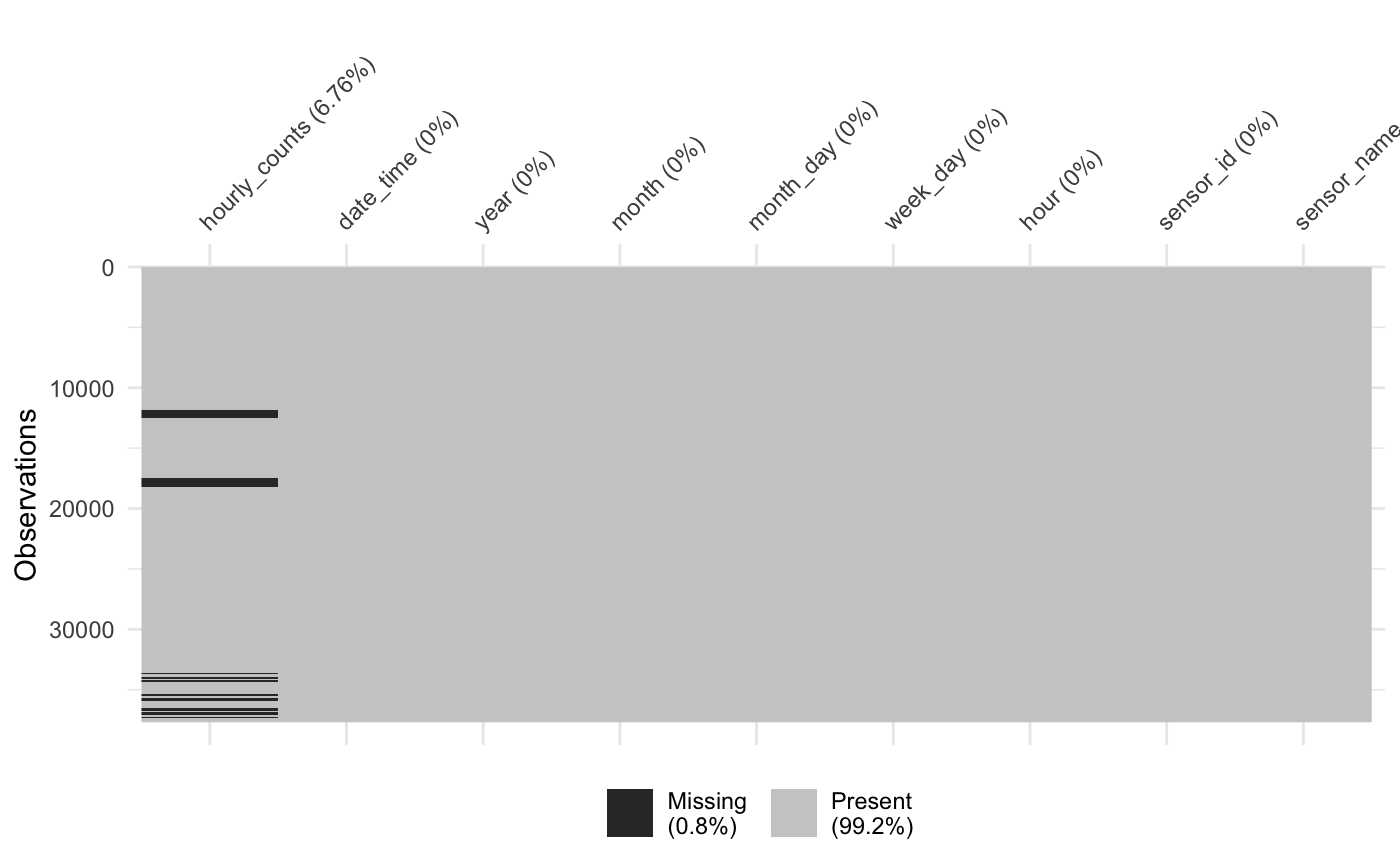 hourly_counts (6.76%)
date_time (0%)
year (0%)
month (0%)
month_day (0%)
week_day (0%)
hour (0%)
sensor_id (0%)
sensor_name
0
10000
20000
30000
Observations
Missing
(0.8%)
Present
(99.2%)